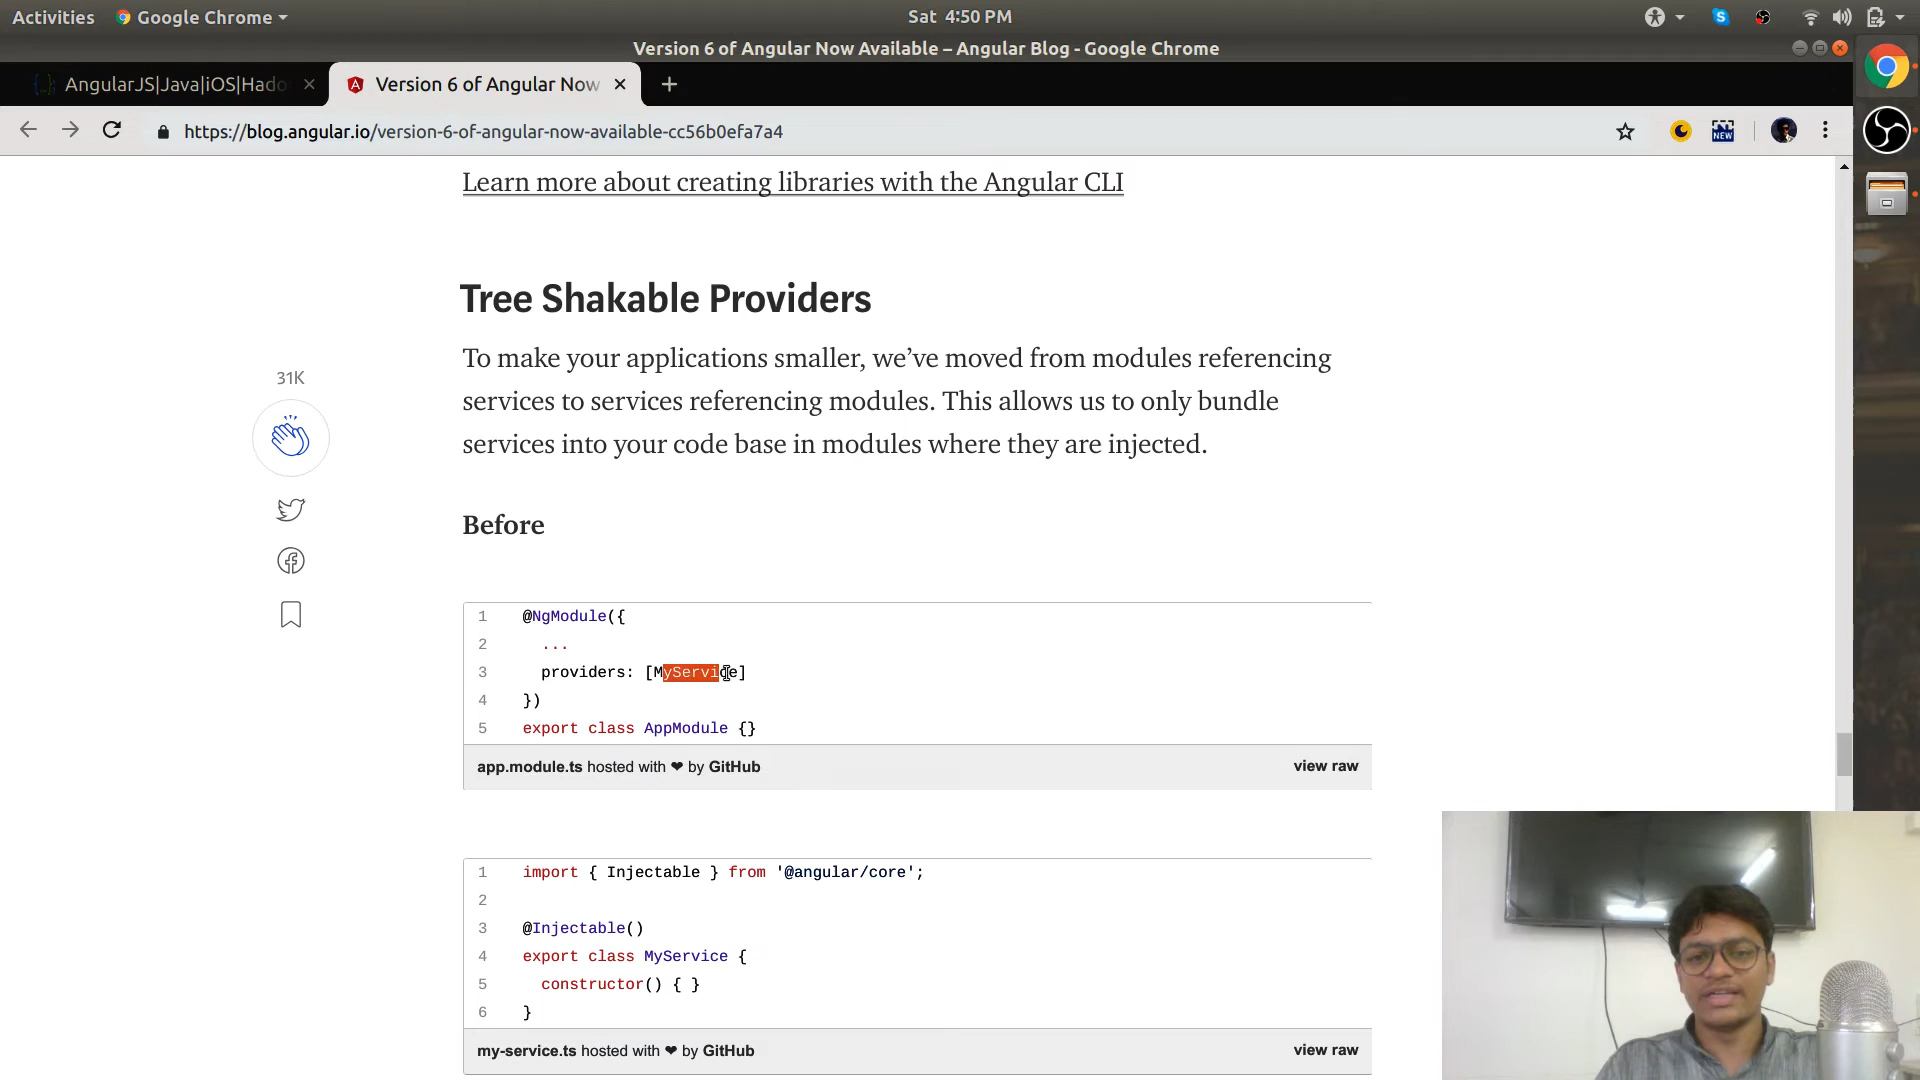 Activities
Google Chrome
Sat 4:50 PM
Version 6 of Angular Now Available – Angular Blog - Google Chrome
AngularJS|Java|iOS|Hado
Version 6 of Angular Now
https://blog.angular.io/version-6-of-angular-now-available-cc56b0efa7a4
NEW
Learn more about creating libraries with the Angular CLI
Tree Shakable Providers
To make your applications smaller, we’ve moved from modules referencing
services to services referencing modules. This allows us to only bundle
services into your code base in modules where they are injected.
31K
Before
1 @NgModule({
2 ...
3 providers: [MyService]
4 })
5 export class AppModule {}
app.module.ts hosted with ❤ by GitHub
view raw
1 import { Injectable } from '@angular/core';
2
3 @Injectable()
4 export class MyService {
5 constructor() { }
6 }
my-service.ts hosted with ❤ by GitHub
view raw